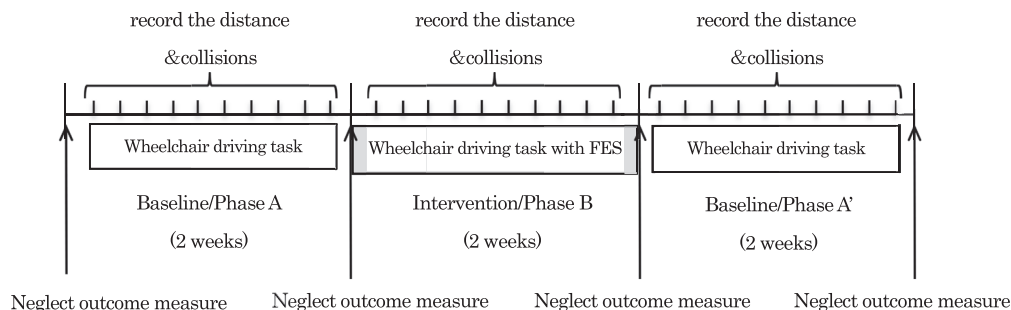 record the distance
&collisions
record the distance
&collisions
record the distance
&collisions
Wheelchair driving task
Wheelchair driving task with FES
Wheelchair driving task
Baseline/Phase A
(2 weeks)
Intervention/Phase B
(2 weeks)
Baseline/Phase A’
(2 weeks)
Neglect outcome measure
Neglect outcome measure
Neglect outcome measure
Neglect outcome measure